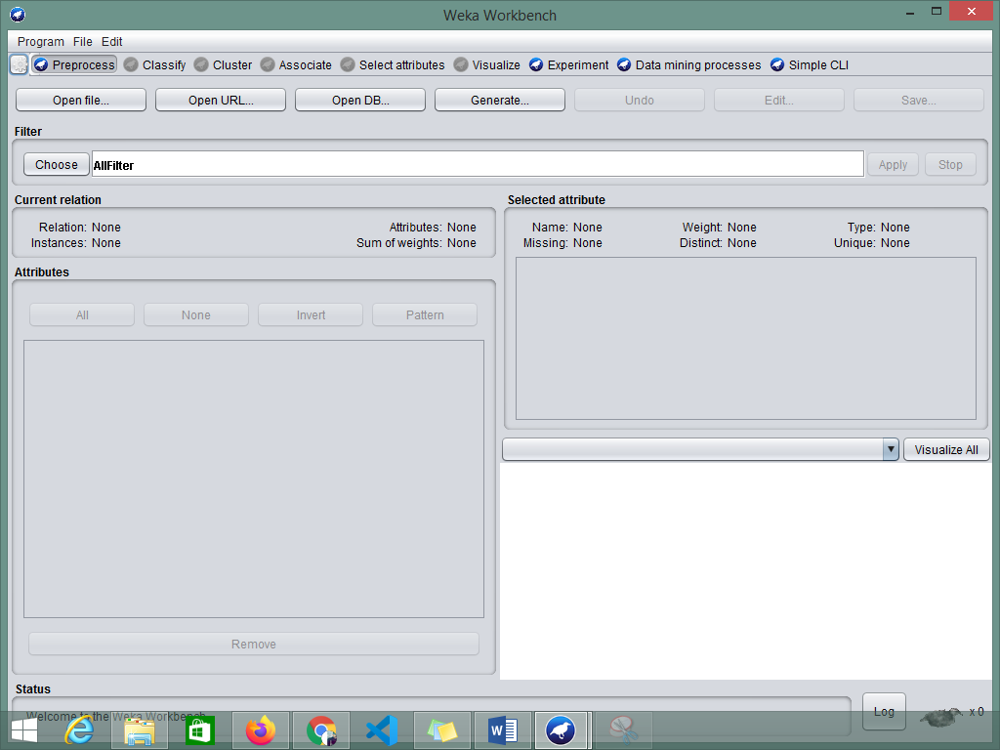 Weka Workbench
Program File Edit
Preprocess Classify Cluster Associate Select attributes Visualize Experiment Data mining processes Simple CLI
Open file... Open URL... Open DB... Generate... Undo Edit... Save...
Filter
Choose AllFilter Apply Stop
Current relation
Relation: None Attributes: None
Instances: None Sum of weights: None
Selected attribute
Name: None Weight: None Type: None
Missing: None Distinct: None Unique: None
Attributes
All None Invert Pattern
Visualize All
Remove
Status
Welcome to the Weka Workbench
Log x 0